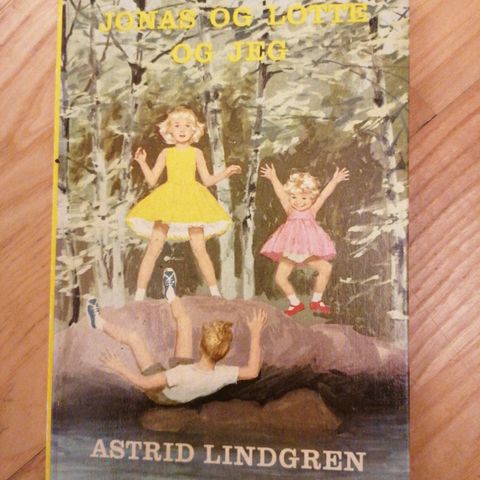 JONAS OG LOTTE
OG JEG
ASTRID LINDGREN